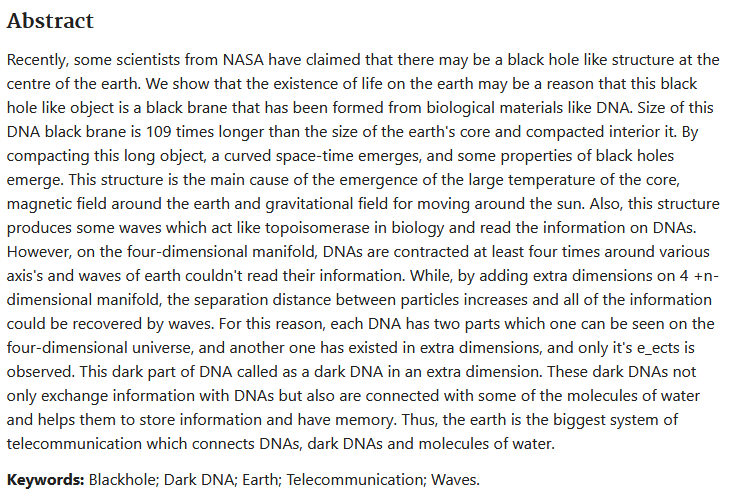 Abstract
Recently, some scientists from NASA have claimed that there may be a black hole like structure at the
centre of the earth. We show that the existence of life on the earth may be a reason that this black
hole like object is a black brane that has been formed from biological materials like DNA. Size of this
DNA black brane is 109 times longer than the size of the earth's core and compacted interior it. By
compacting this long object, a curved space-time emerges, and some properties of black holes
emerge. This structure is the main cause of the emergence of the large temperature of the core,
magnetic field around the earth and gravitational field for moving around the sun. Also, this structure
produces some waves which act like topoisomerase in biology and read the information on DNAs.
However, on the four-dimensional manifold, DNAs are contracted at least four times around various
axis's and waves of earth couldn't read their information. While, by adding extra dimensions on 4 +n-
dimensional manifold, the separation distance between particles increases and all of the information
could be recovered by waves. For this reason, each DNA has two parts which one can be seen on the
four-dimensional universe, and another one has existed in extra dimensions, and only it's e_ects is
observed. This dark part of DNA called as a dark DNA in an extra dimension. These dark DNAs not
only exchange information with DNAs but also are connected with some of the molecules of water
and helps them to store information and have memory. Thus, the earth is the biggest system of
telecommunication which connects DNAs, dark DNAs and molecules of water.
Keywords: Blackhole; Dark DNA; Earth; Telecommunication; Waves.